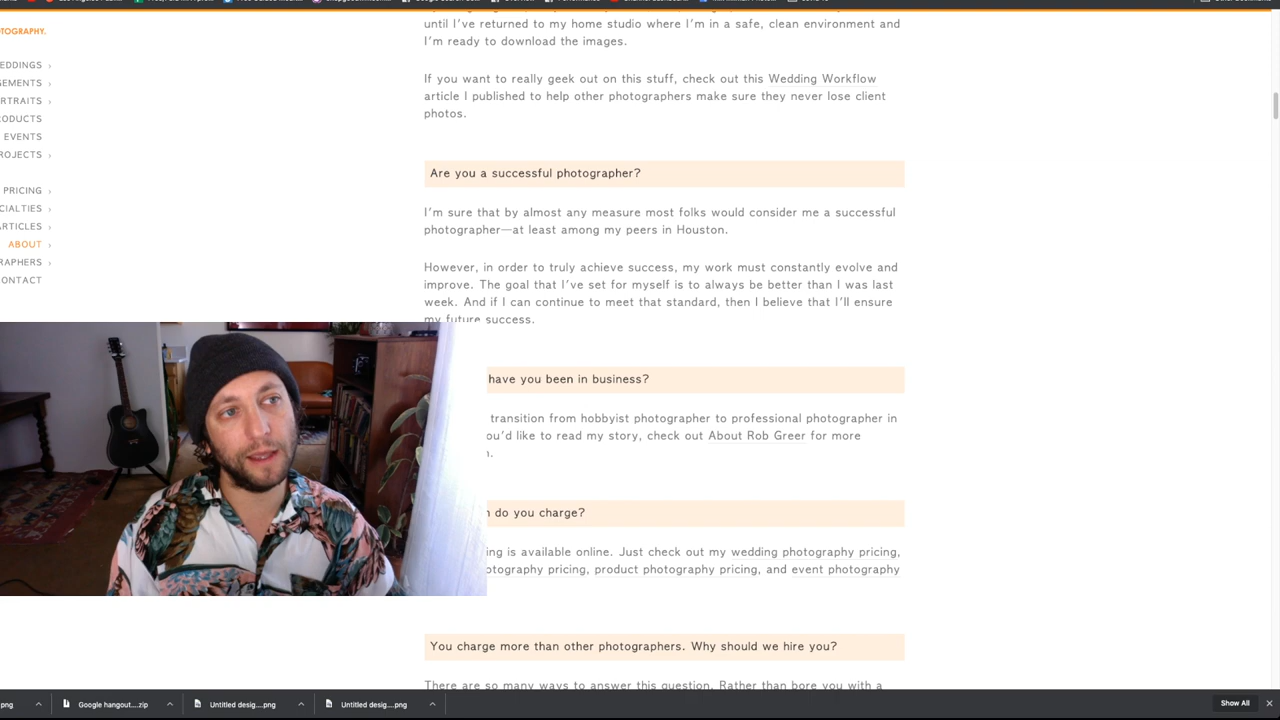 until I've returned to my home studio where I'm in a safe, clean environment and
I'm ready to download the images.
If you want to really geek out on this stuff, check out this Wedding Workflow
article I published to help other photographers make sure they never lose client
photos.
Are you a successful photographer?
I'm sure that by almost any measure most folks would consider me a successful
photographer—at least among my peers in Houston.
However, in order to truly achieve success, my work must constantly evolve and
improve. The goal that I've set for myself is to always be better than I was last
week. And if I can continue to meet that standard, then I believe that I'll ensure
my future success.
have you been in business?
transition from hobbyist photographer to professional photographer in
ou'd like to read my story, check out About Rob Greer for more
n.
do you charge?
ing is available online. Just check out my wedding photography pricing,
otography pricing, product photography pricing, and event photography
You charge more than other photographers. Why should we hire you?
There are so many ways to answer this question. Rather than bore you with a
OTOGRAPHY.
EDDINGS
GEMENTS
RTRAITS
ODUCTS
EVENTS
ROJECTS
PRICING
CIALTIES
ARTICLES
ABOUT
RAPHERS
ONTACT
.png
Google hangout....zip
Untitled desig....png
Untitled desig....png
Show All